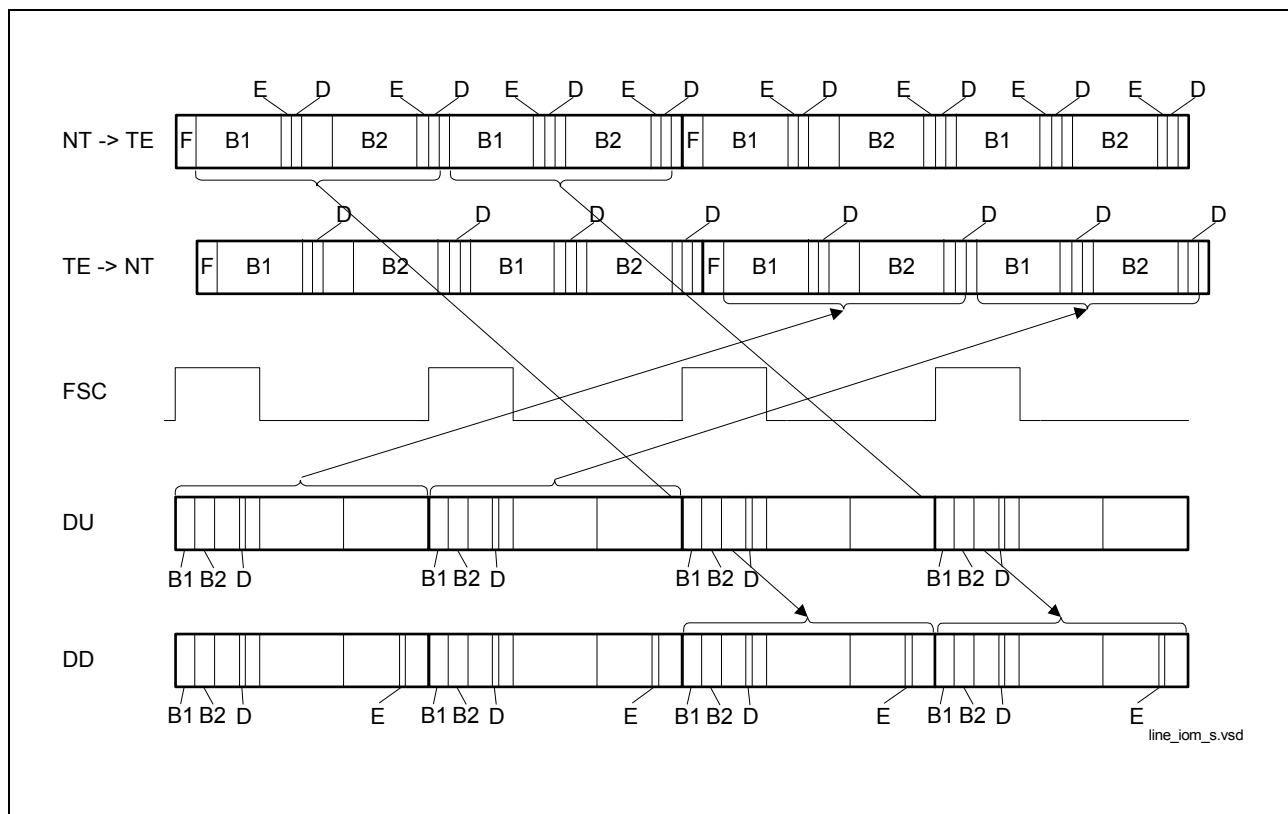 E D E D E D E D E D E D E D E D
NT -> TE F B1 B2 B1 B2 F B1 B2 B1 B2
D D D D D D D D
TE -> NT F B1 B2 B1 B2 F B1 B2 B1 B2
FSC
DU
B1 B2 D B1 B2 D B1 B2 D B1 B2 D
DD
B1 B2 D E B1 B2 D E B1 B2 D E B1 B2 D E
line_iom_s.vsd